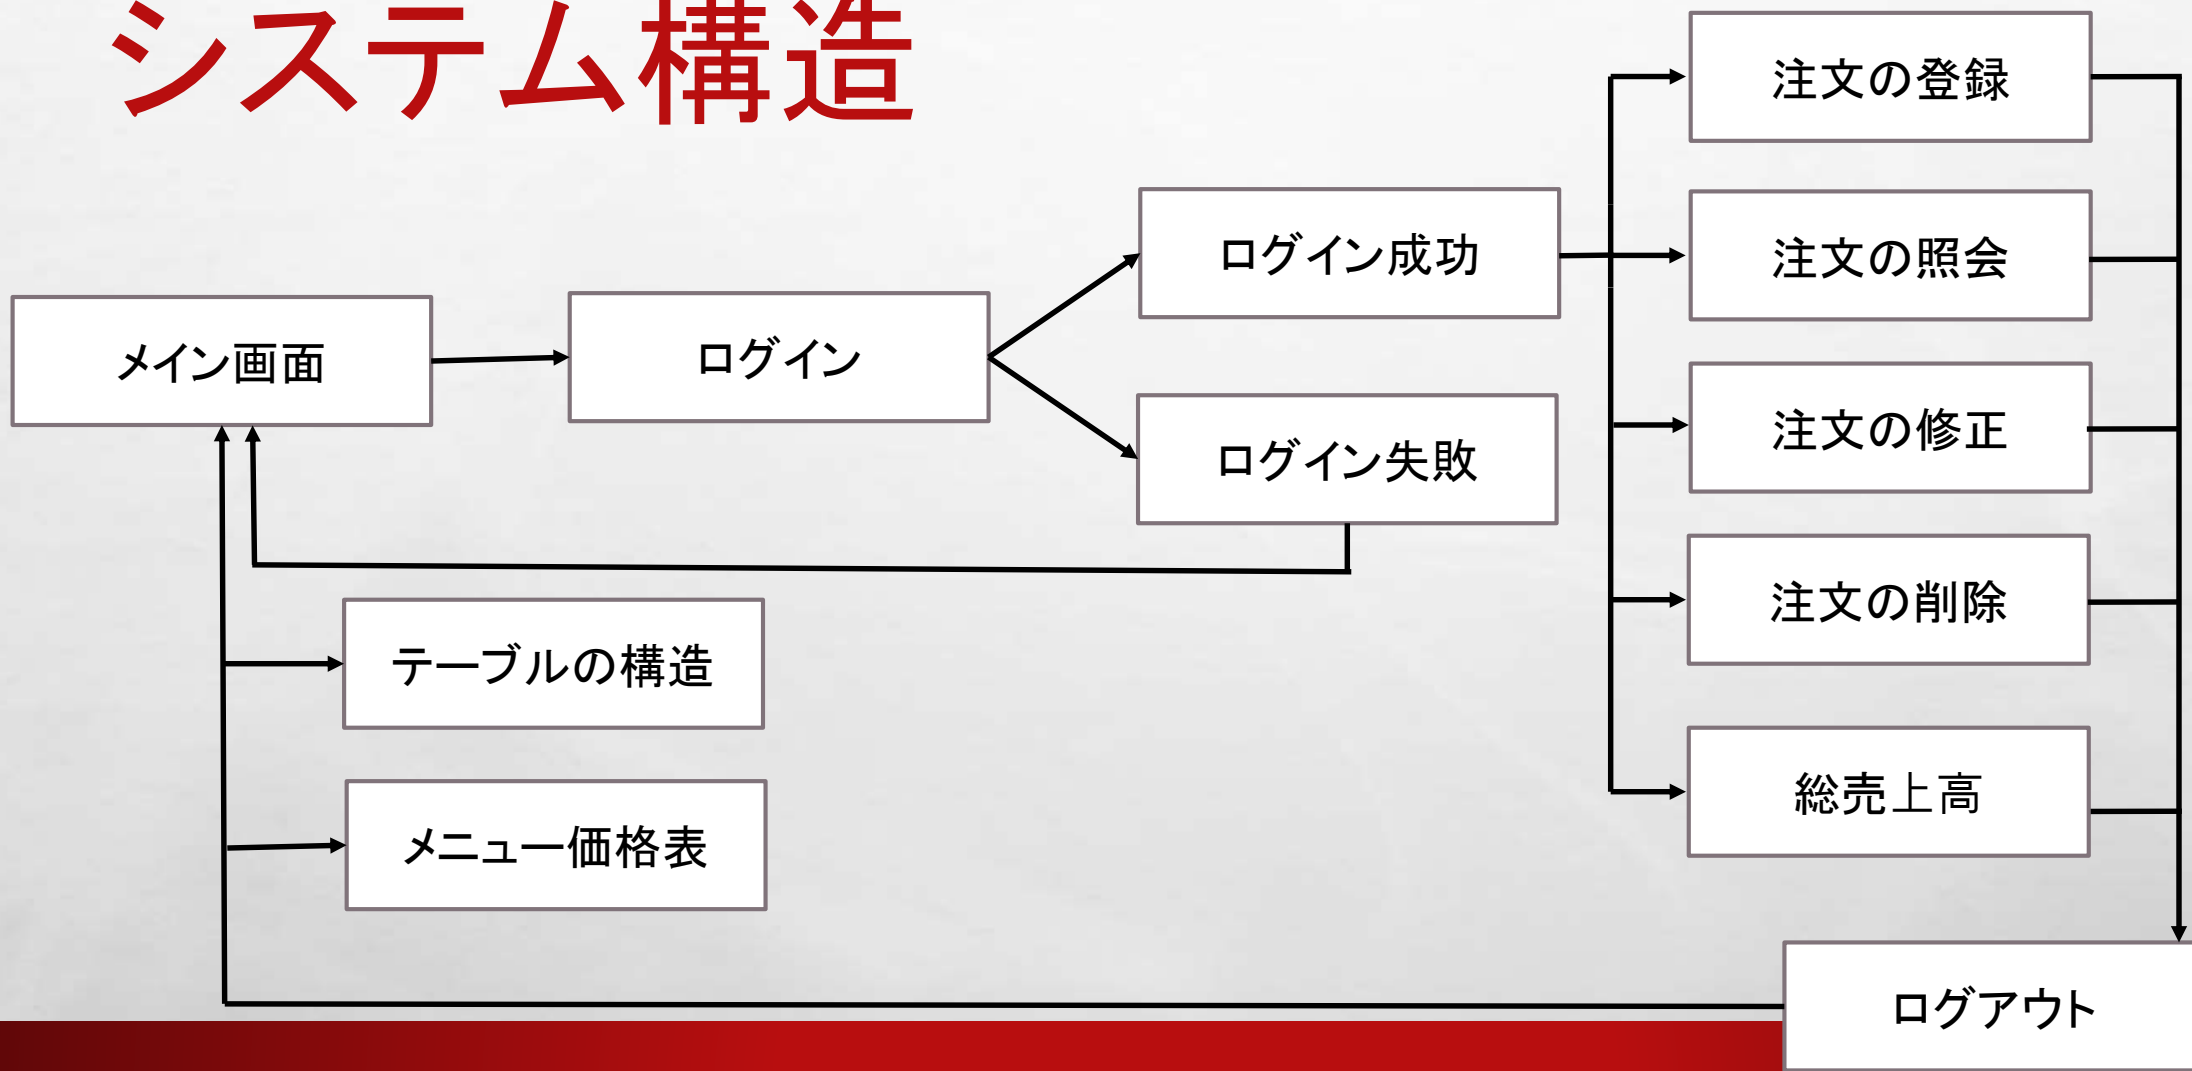 システム構造
メイン画面
ログイン
ログイン成功
ログイン失敗
注文の登録
注文の照会
注文の修正
注文の削除
総売上高
テーブルの構造
メニュー価格表
ログアウト